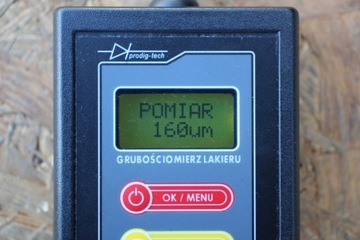 prodig-tech
POMIAR
160um
GRUBOŚCIOMIERZ LAKIERU
OK / MENU